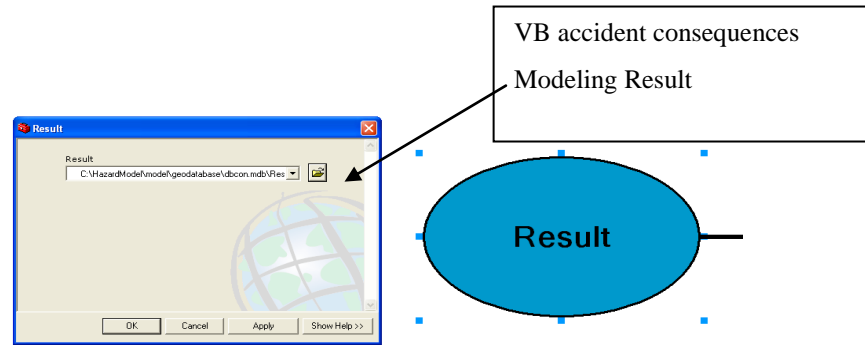 VB accident consequences
Modeling Result
Result
Result
C:\HazardModel\model\geodatabase\dbcon.mdb\Res
OK Cancel Apply Show Help >>
Result